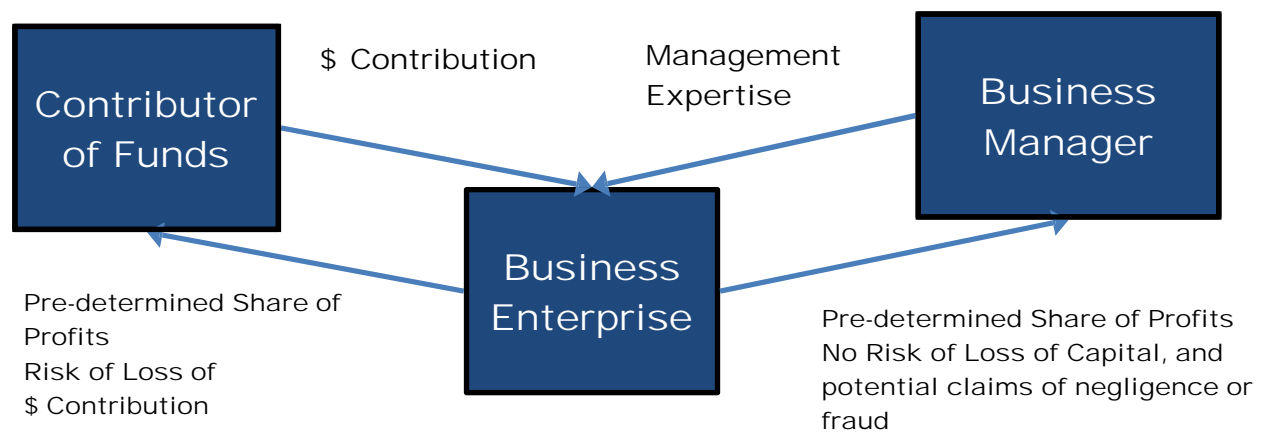 Contributor
of Funds
$ Contribution
Management
Expertise
Business
Manager
Business
Enterprise
Pre-determined Share of
Profits
Risk of Loss of
$ Contribution
Pre-determined Share of Profits
No Risk of Loss of Capital, and
potential claims of negligence or
fraud